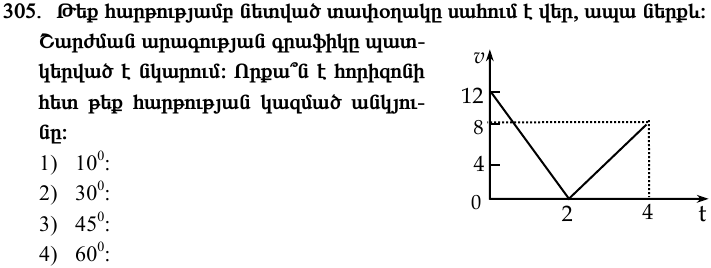 305. Թեք հարթությամբ նետված տափօղակը սահում է վեր, ապա ներքև:
Շարժման արագության գրաֆիկը պատ-
կերված է նկարում: Որքա՞ն է հորիզոնի
հետ թեք հարթության կազմած անկյու-
նը:
1) 10⁰:
2) 30⁰:
3) 45⁰:
4) 60⁰:
v
12
8
4
0
2 4 t